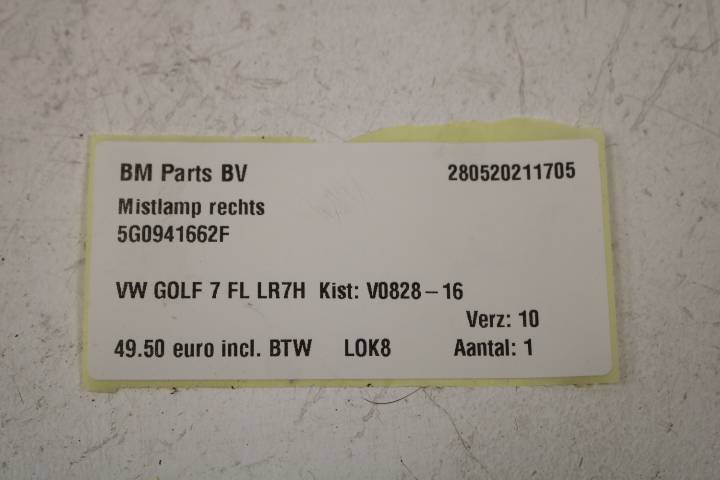 BM Parts BV 280520211705
Mistlamp rechts
5G0941662F
VW GOLF 7 FL LR7H Kist: V0828-16
Verz: 10
49.50 euro incl. BTW LOK8 Aantal: 1